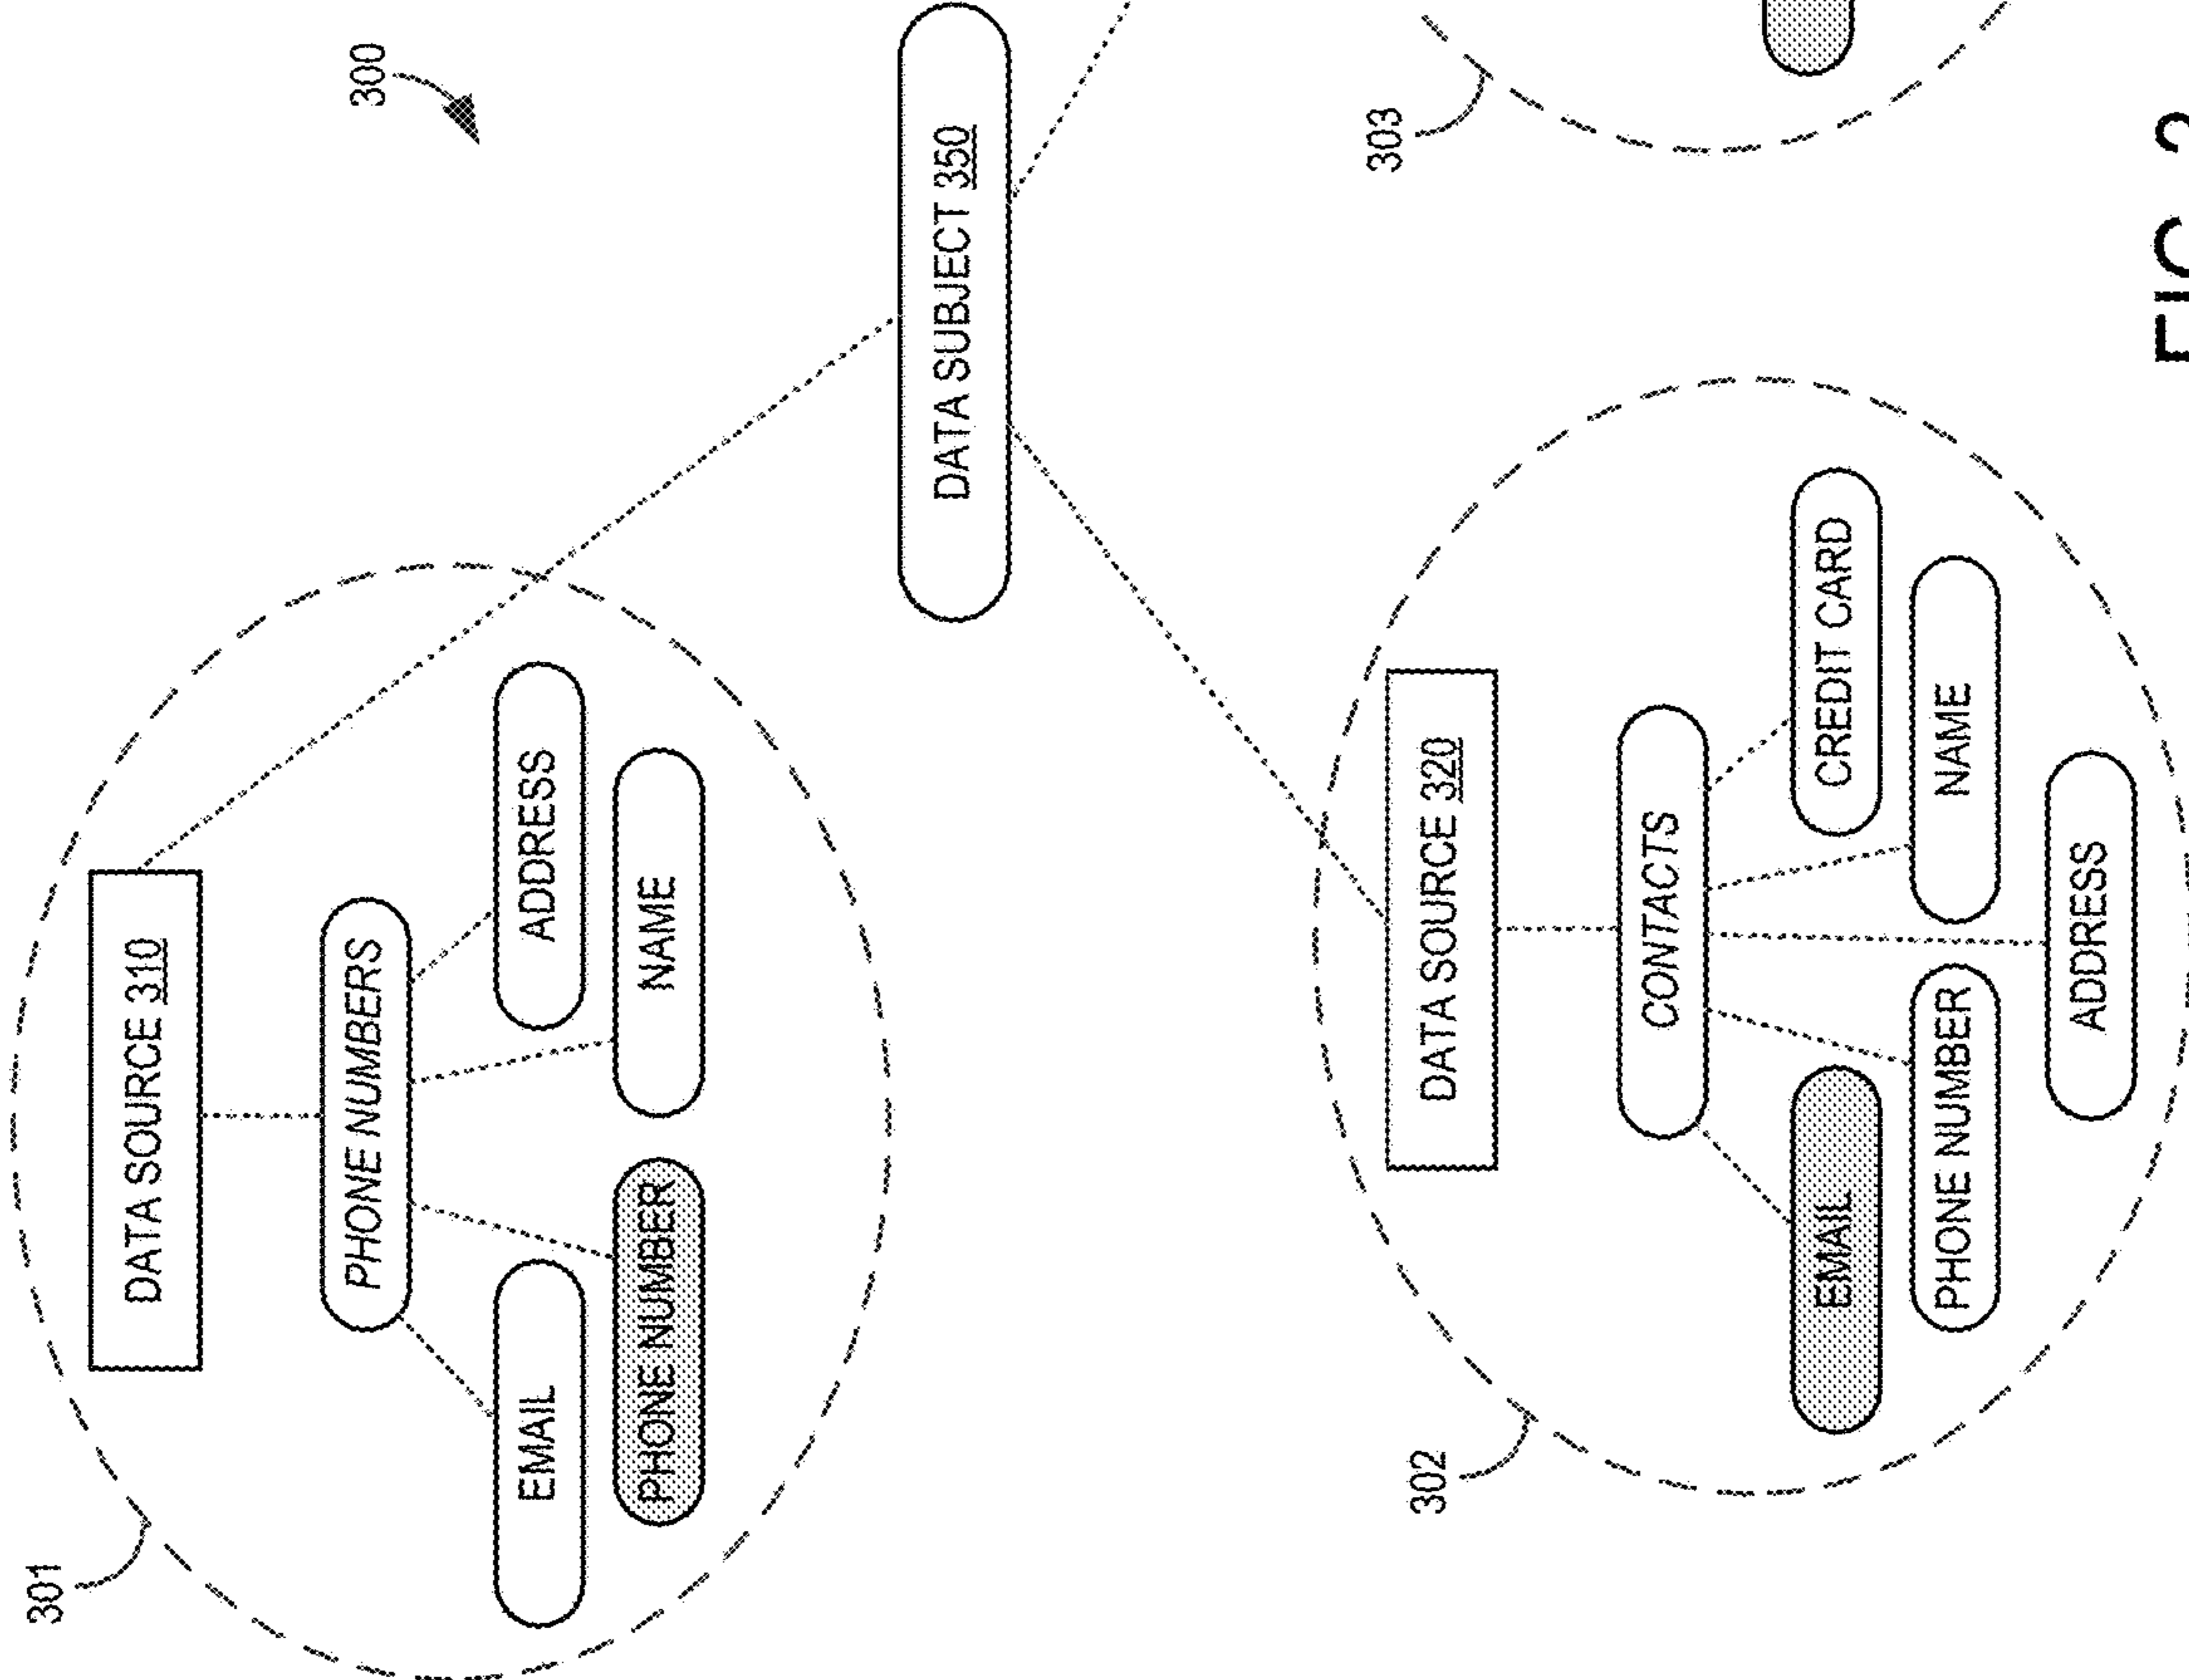 300
301
DATA SOURCE 310
PHONE NUMBERS
EMAIL
ADDRESS
PHONE NUMBER
NAME
DATA SUBJECT 350
302
DATA SOURCE 320
CONTACTS
EMAIL
CREDIT CARD
PHONE NUMBER
NAME
ADDRESS
303